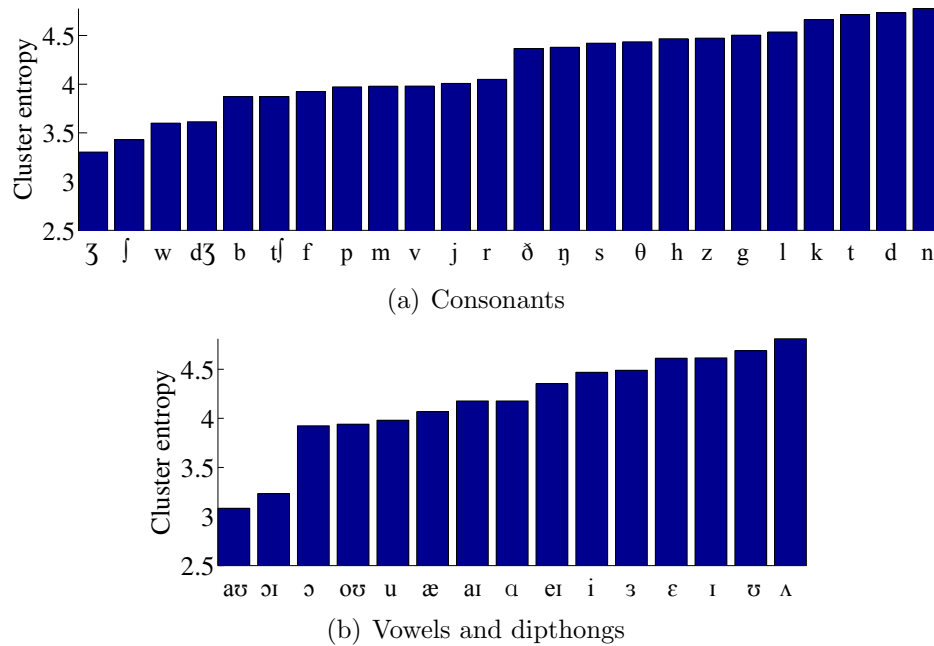 Cluster entropy
4.5
4
3.5
3
2.5
ʒ ʃ w dʒ b tʃ f p m v j r ð ŋ s θ h z g l k t d n
(a) Consonants
Cluster entropy
4.5
4
3.5
3
2.5
aʊ ɔɪ ɔ oʊ u æ aɪ ɑ eɪ i ɜ ɛ ɪ ʊ ʌ
(b) Vowels and dipthongs